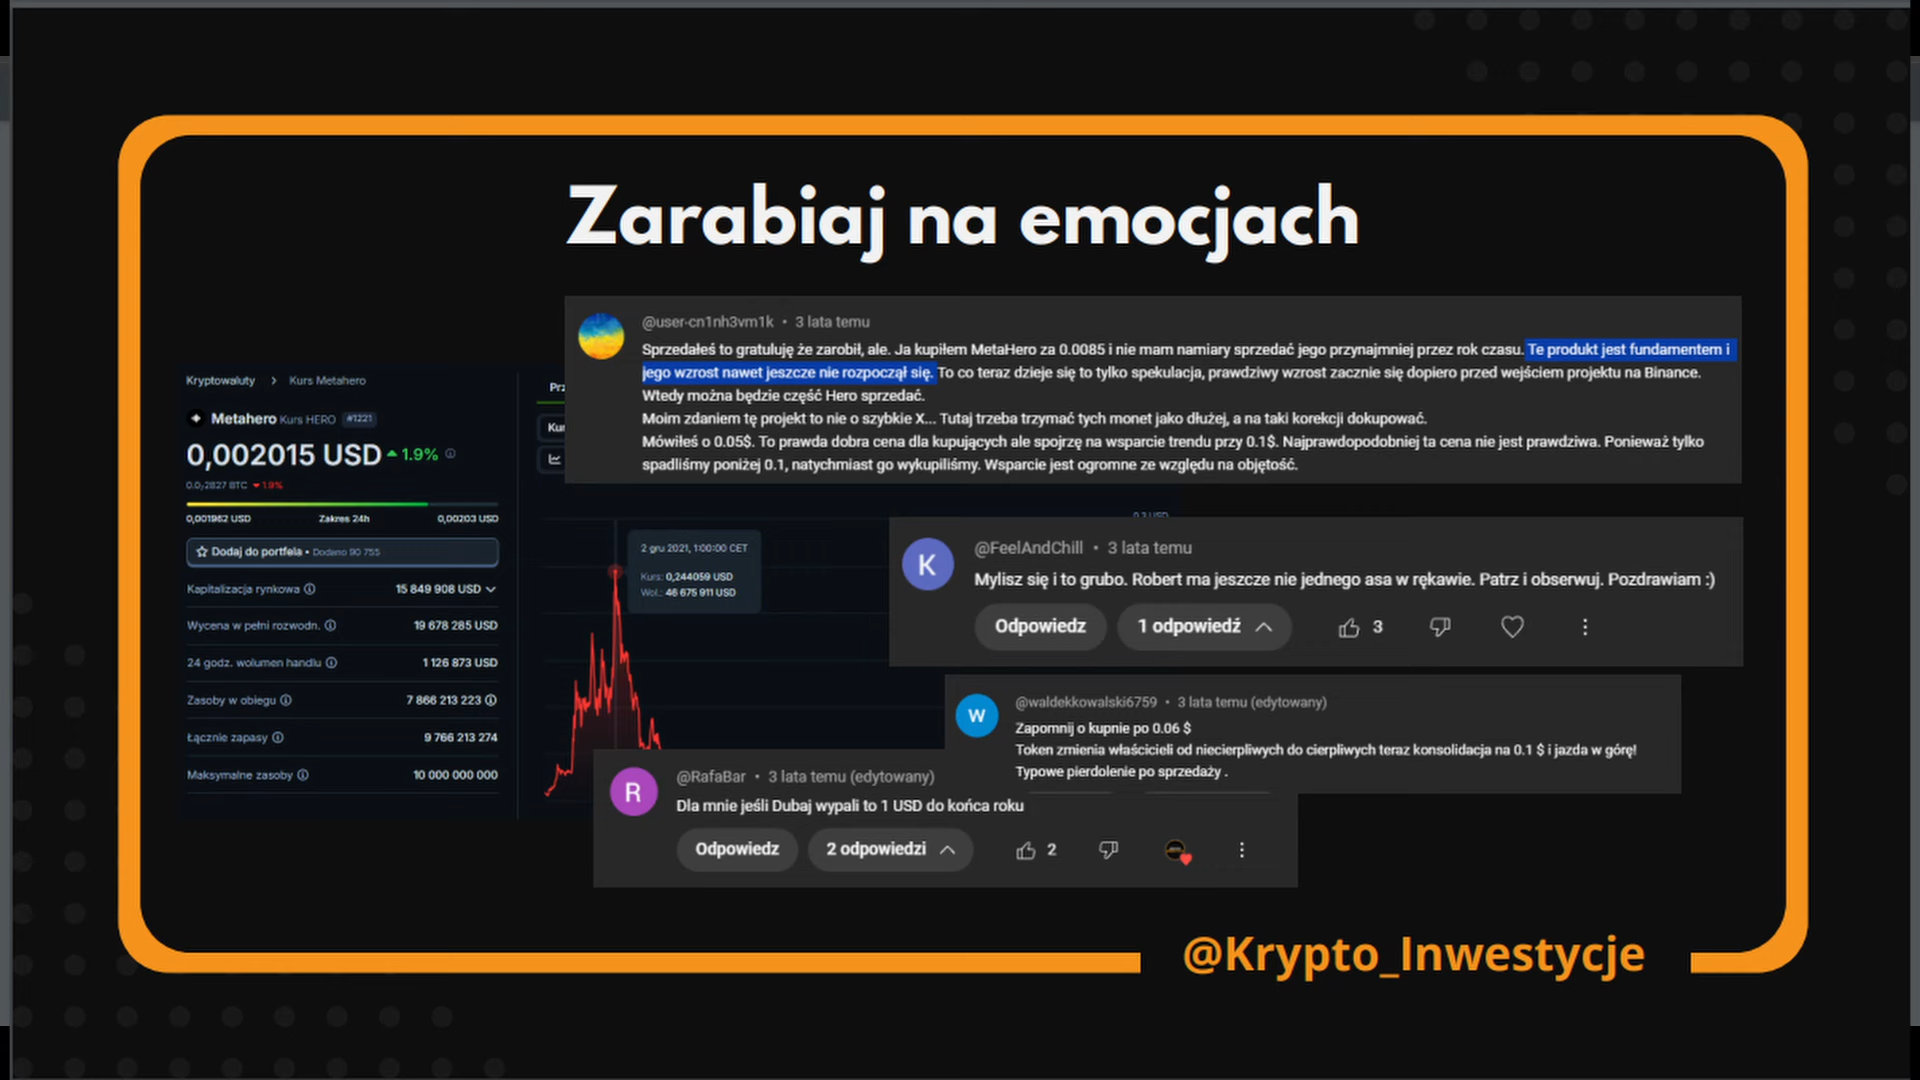 Zarabiaj na emocjach
@user-cn1nh3vm1k • 3 lata temu
Sprzedałeś to gratuluję że zarobił, ale. Ja kupiłem MetaHero za 0.0085 i nie mam namiary sprzedać jego przynajmniej przez rok czasu. Te produkt jest fundamentem i
jego wzrost nawet jeszcze nie rozpoczął się. To co teraz dzieje się to tylko spekulacja, prawdziwy wzrost zacznie się dopiero przed wejściem projektu na Binance.
Wtedy można będzie część Hero sprzedać.
Moim zdaniem tę projekt to nie o szybkie X... Tutaj trzeba trzymać tych monet jako dłużej, a na taki korekcji dokupować.
Mówiłeś o 0.05$. To prawda dobra cena dla kupujących ale spojrzę na wsparcie trendu przy 0.1$. Najprawdopodobniej ta cena nie jest prawdziwa. Ponieważ tylko
spadliśmy poniżej 0.1, natychmiast go wykupiliśmy. Wsparcie jest ogromne ze względu na objętość.
Kryptowaluty > Kurs Metahero
Metahero Kurs HERO #1221
0,002015 USD 1.9%
0.0₇2827 BTC 1.9%
0,001962 USD Zakres 24h 0,00203 USD
Dodaj do portfela • Dodano 90 755
Kapitalizacja rynkowa 15 849 908 USD
Wycena w pełni rozwodn. 19 678 285 USD
24 godz. wolumen handlu 1 126 873 USD
Zasoby w obiegu 7 866 213 223
Łącznie zapasy 9 766 213 274
Maksymalne zasoby 10 000 000 000
Prz
Kur
0.3 USD
2 gru 2021, 1:00:00 CET
Kurs: 0,244059 USD
Wol.: 46 675 911 USD
K
@FeelAndChill • 3 lata temu
Mylisz się i to grubo. Robert ma jeszcze nie jednego asa w rękawie. Patrz i obserwuj. Pozdrawiam :)
Odpowiedz 1 odpowiedź 3
W
@waldekkowalski6759 • 3 lata temu (edytowany)
Zapomnij o kupnie po 0.06 $
Token zmienia właścicieli od niecierpliwych do cierpliwych teraz konsolidacja na 0.1 $ i jazda w górę!
Typowe pierdolenie po sprzedaży .
R
@RafaBar • 3 lata temu (edytowany)
Dla mnie jeśli Dubaj wypali to 1 USD do końca roku
Odpowiedz 2 odpowiedzi 2
@Krypto_Inwestycje